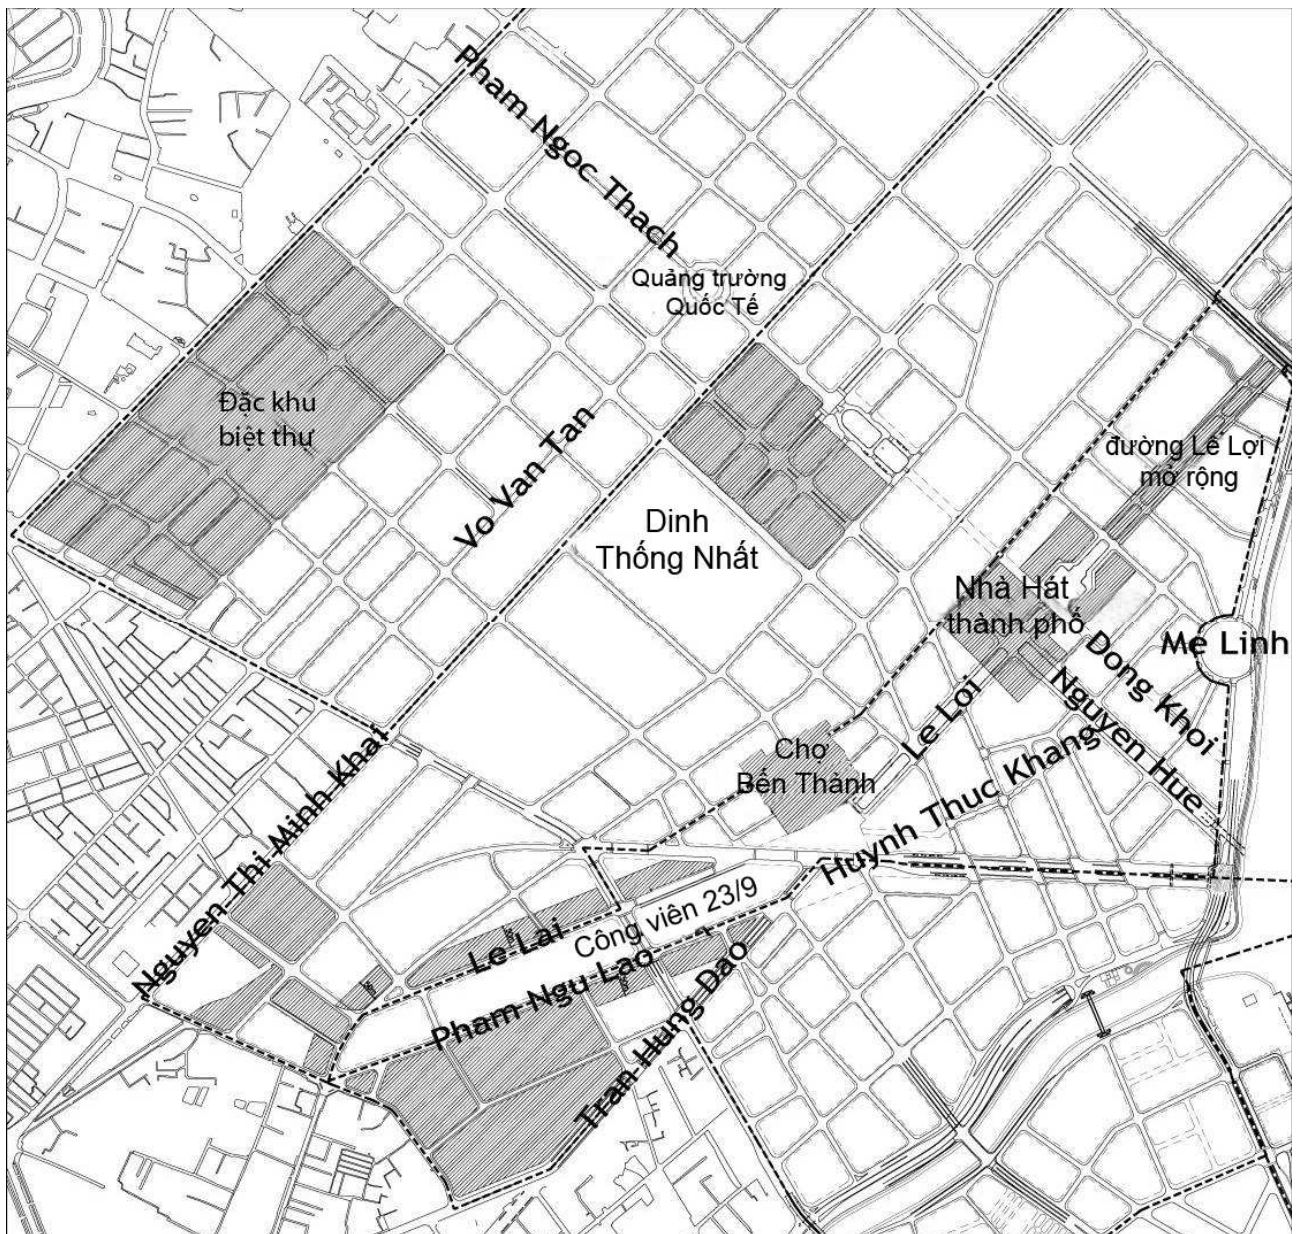 Pham Ngoc Thach
Quảng trường
Quốc Tế
Đặc khu
biệt thự
Vo Van Tan
đường Lê Lợi
mở rộng
Dinh
Thống Nhất
Nhà Hát
thành phố
Me Linh
Dong Khoi
Nguyen Hue
Le Loi
Chợ
Bến Thành
Huynh Thuc Khang
Nguyen Thi Minh Khai
Le Lai
Công viên 23/9
Pham Ngu Lao
Tran Hung Dao